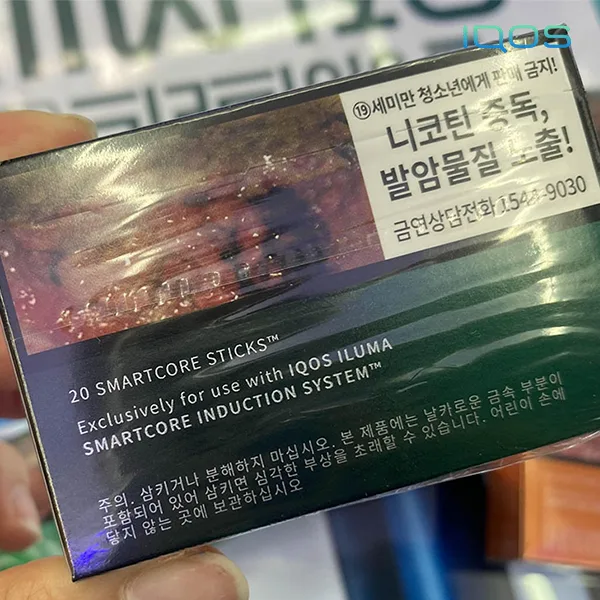 IQOS
⑲세미만 청소년에게 판매 금지!
니코틴 중독,
발암물질 노출!
금연상담전화 1544-9030
20 SMARTCORE STICKS™
Exclusively for use with IQOS ILUMA
SMARTCORE INDUCTION SYSTEM™
주의. 삼키거나 분해하지 마십시오. 본 제품에는 날카로운 금속 부분이
포함되어 있어 삼키면 심각한 부상을 초래할 수 있습니다. 어린이 손에
닿지 않는 곳에 보관하십시오